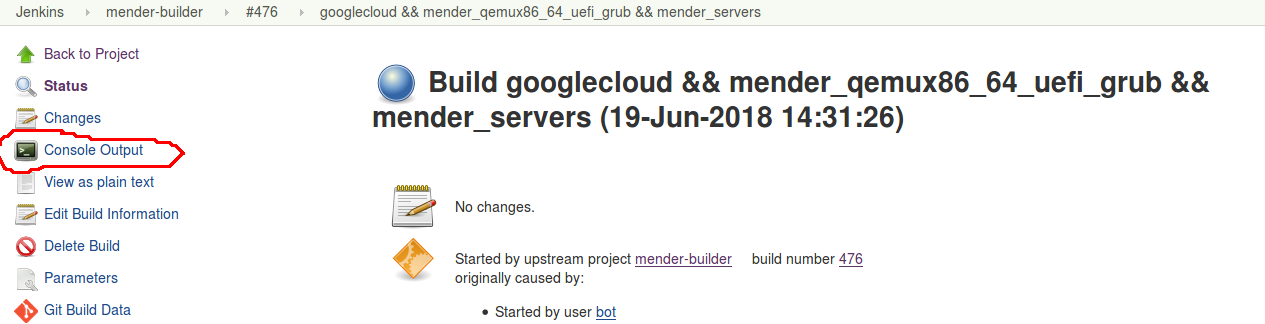 Jenkins mender-builder #476 googlecloud && mender_qemux86_64_uefi_grub && mender_servers
Back to Project
Status
Changes
Console Output
View as plain text
Edit Build Information
Delete Build
Parameters
Git Build Data
Build googlecloud && mender_qemux86_64_uefi_grub &&
mender_servers (19-Jun-2018 14:31:26)
No changes.
Started by upstream project mender-builder build number 476
originally caused by:
• Started by user bot